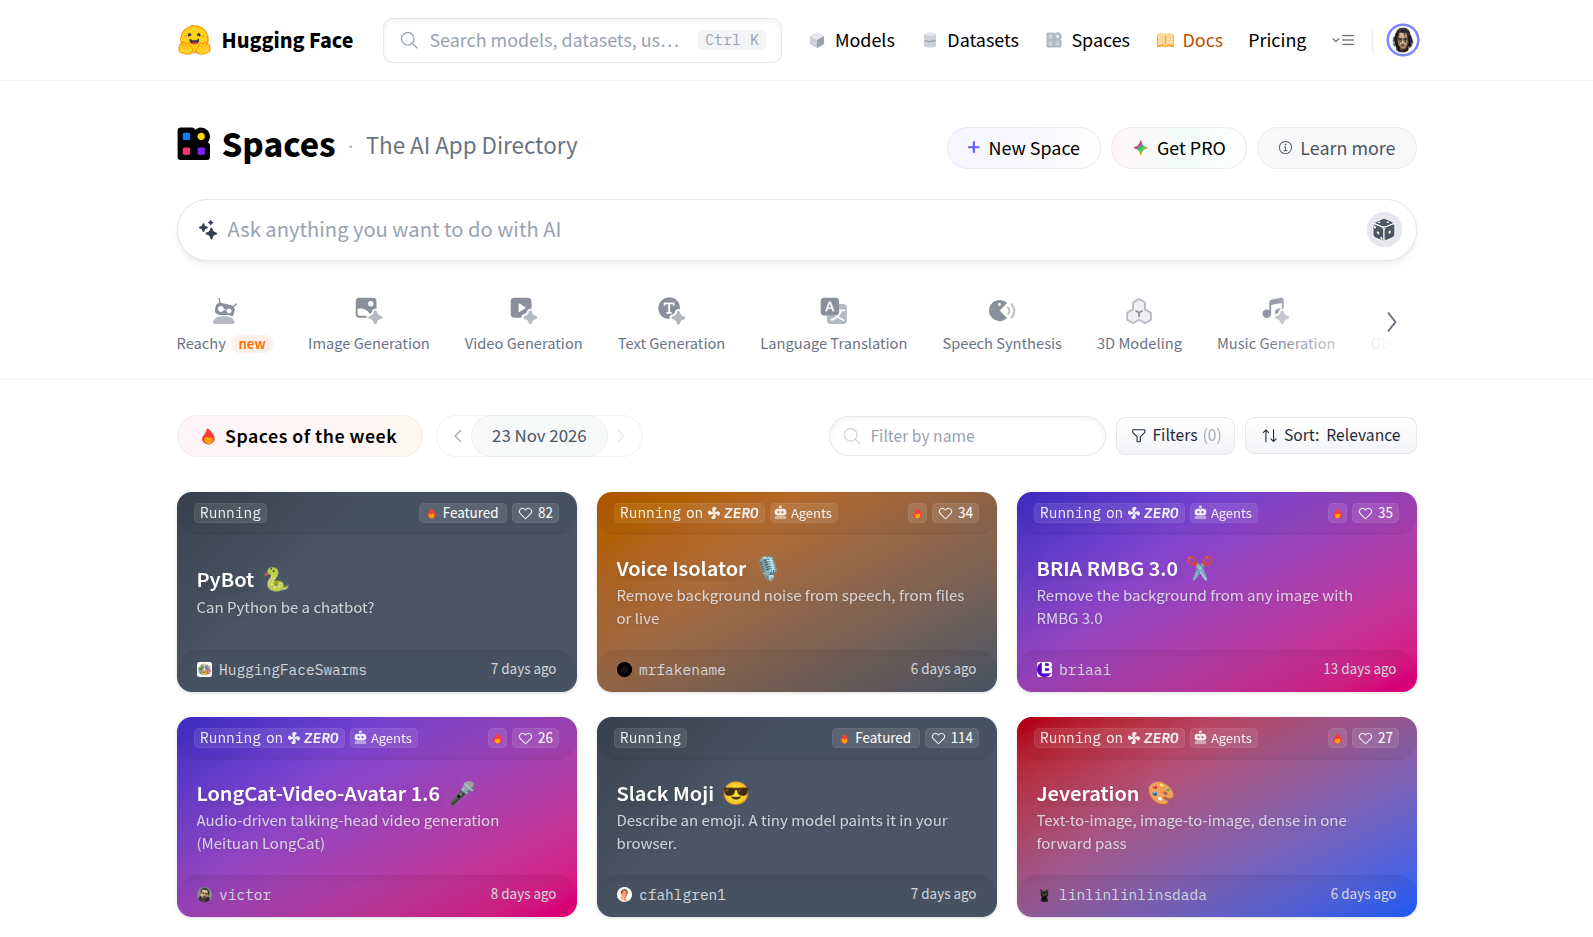 Hugging Face
Search models, datasets, us...
Ctrl K
Models
Datasets
Spaces
Docs
Pricing
Spaces · The AI App Directory
+ New Space
Get PRO
Learn more
Ask anything you want to do with AI
Reachy new
Image Generation
Video Generation
Text Generation
Language Translation
Speech Synthesis
3D Modeling
Music Generation
Spaces of the week
23 Nov 2026
Filter by name
Filters (0)
Sort: Relevance
Running
Featured
82
PyBot 🐍
Can Python be a chatbot?
HuggingFaceSwarms
7 days ago
Running on ZERO
Agents
34
Voice Isolator 🎙️
Remove background noise from speech, from files
or live
mrfakename
6 days ago
Running on ZERO
Agents
35
BRIA RMBG 3.0 ✂️
Remove the background from any image with
RMBG 3.0
briaai
13 days ago
Running on ZERO
Agents
26
LongCat-Video-Avatar 1.6 🎤
Audio-driven talking-head video generation
(Meituan LongCat)
victor
8 days ago
Running
Featured
114
Slack Moji 😎
Describe an emoji. A tiny model paints it in your
browser.
cfahlgren1
7 days ago
Running on ZERO
Agents
27
Jeveration 🎨
Text-to-image, image-to-image, dense in one
forward pass
linlinlinlinsdada
6 days ago